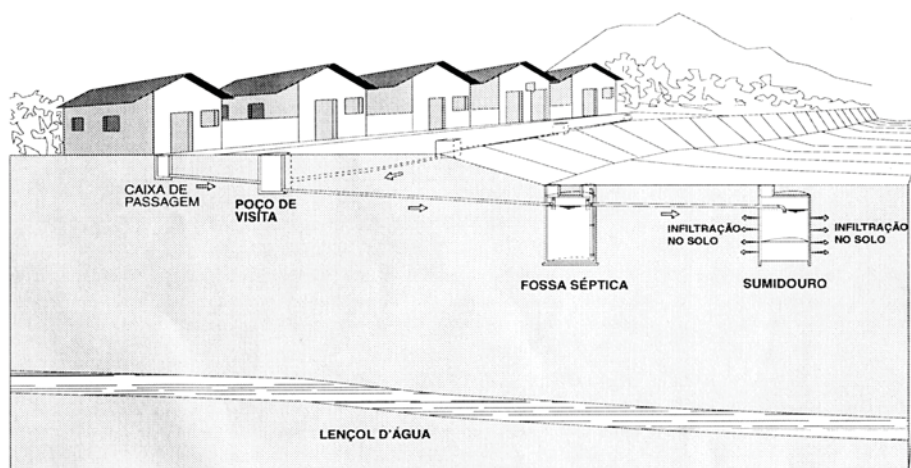 CAIXA DE
PASSAGEM
POÇO DE
VISITA
INFILTRAÇÃO
NO SOLO
INFILTRAÇÃO
NO SOLO
FOSSA SÉPTICA
SUMIDOURO
LENÇOL D'ÁGUA